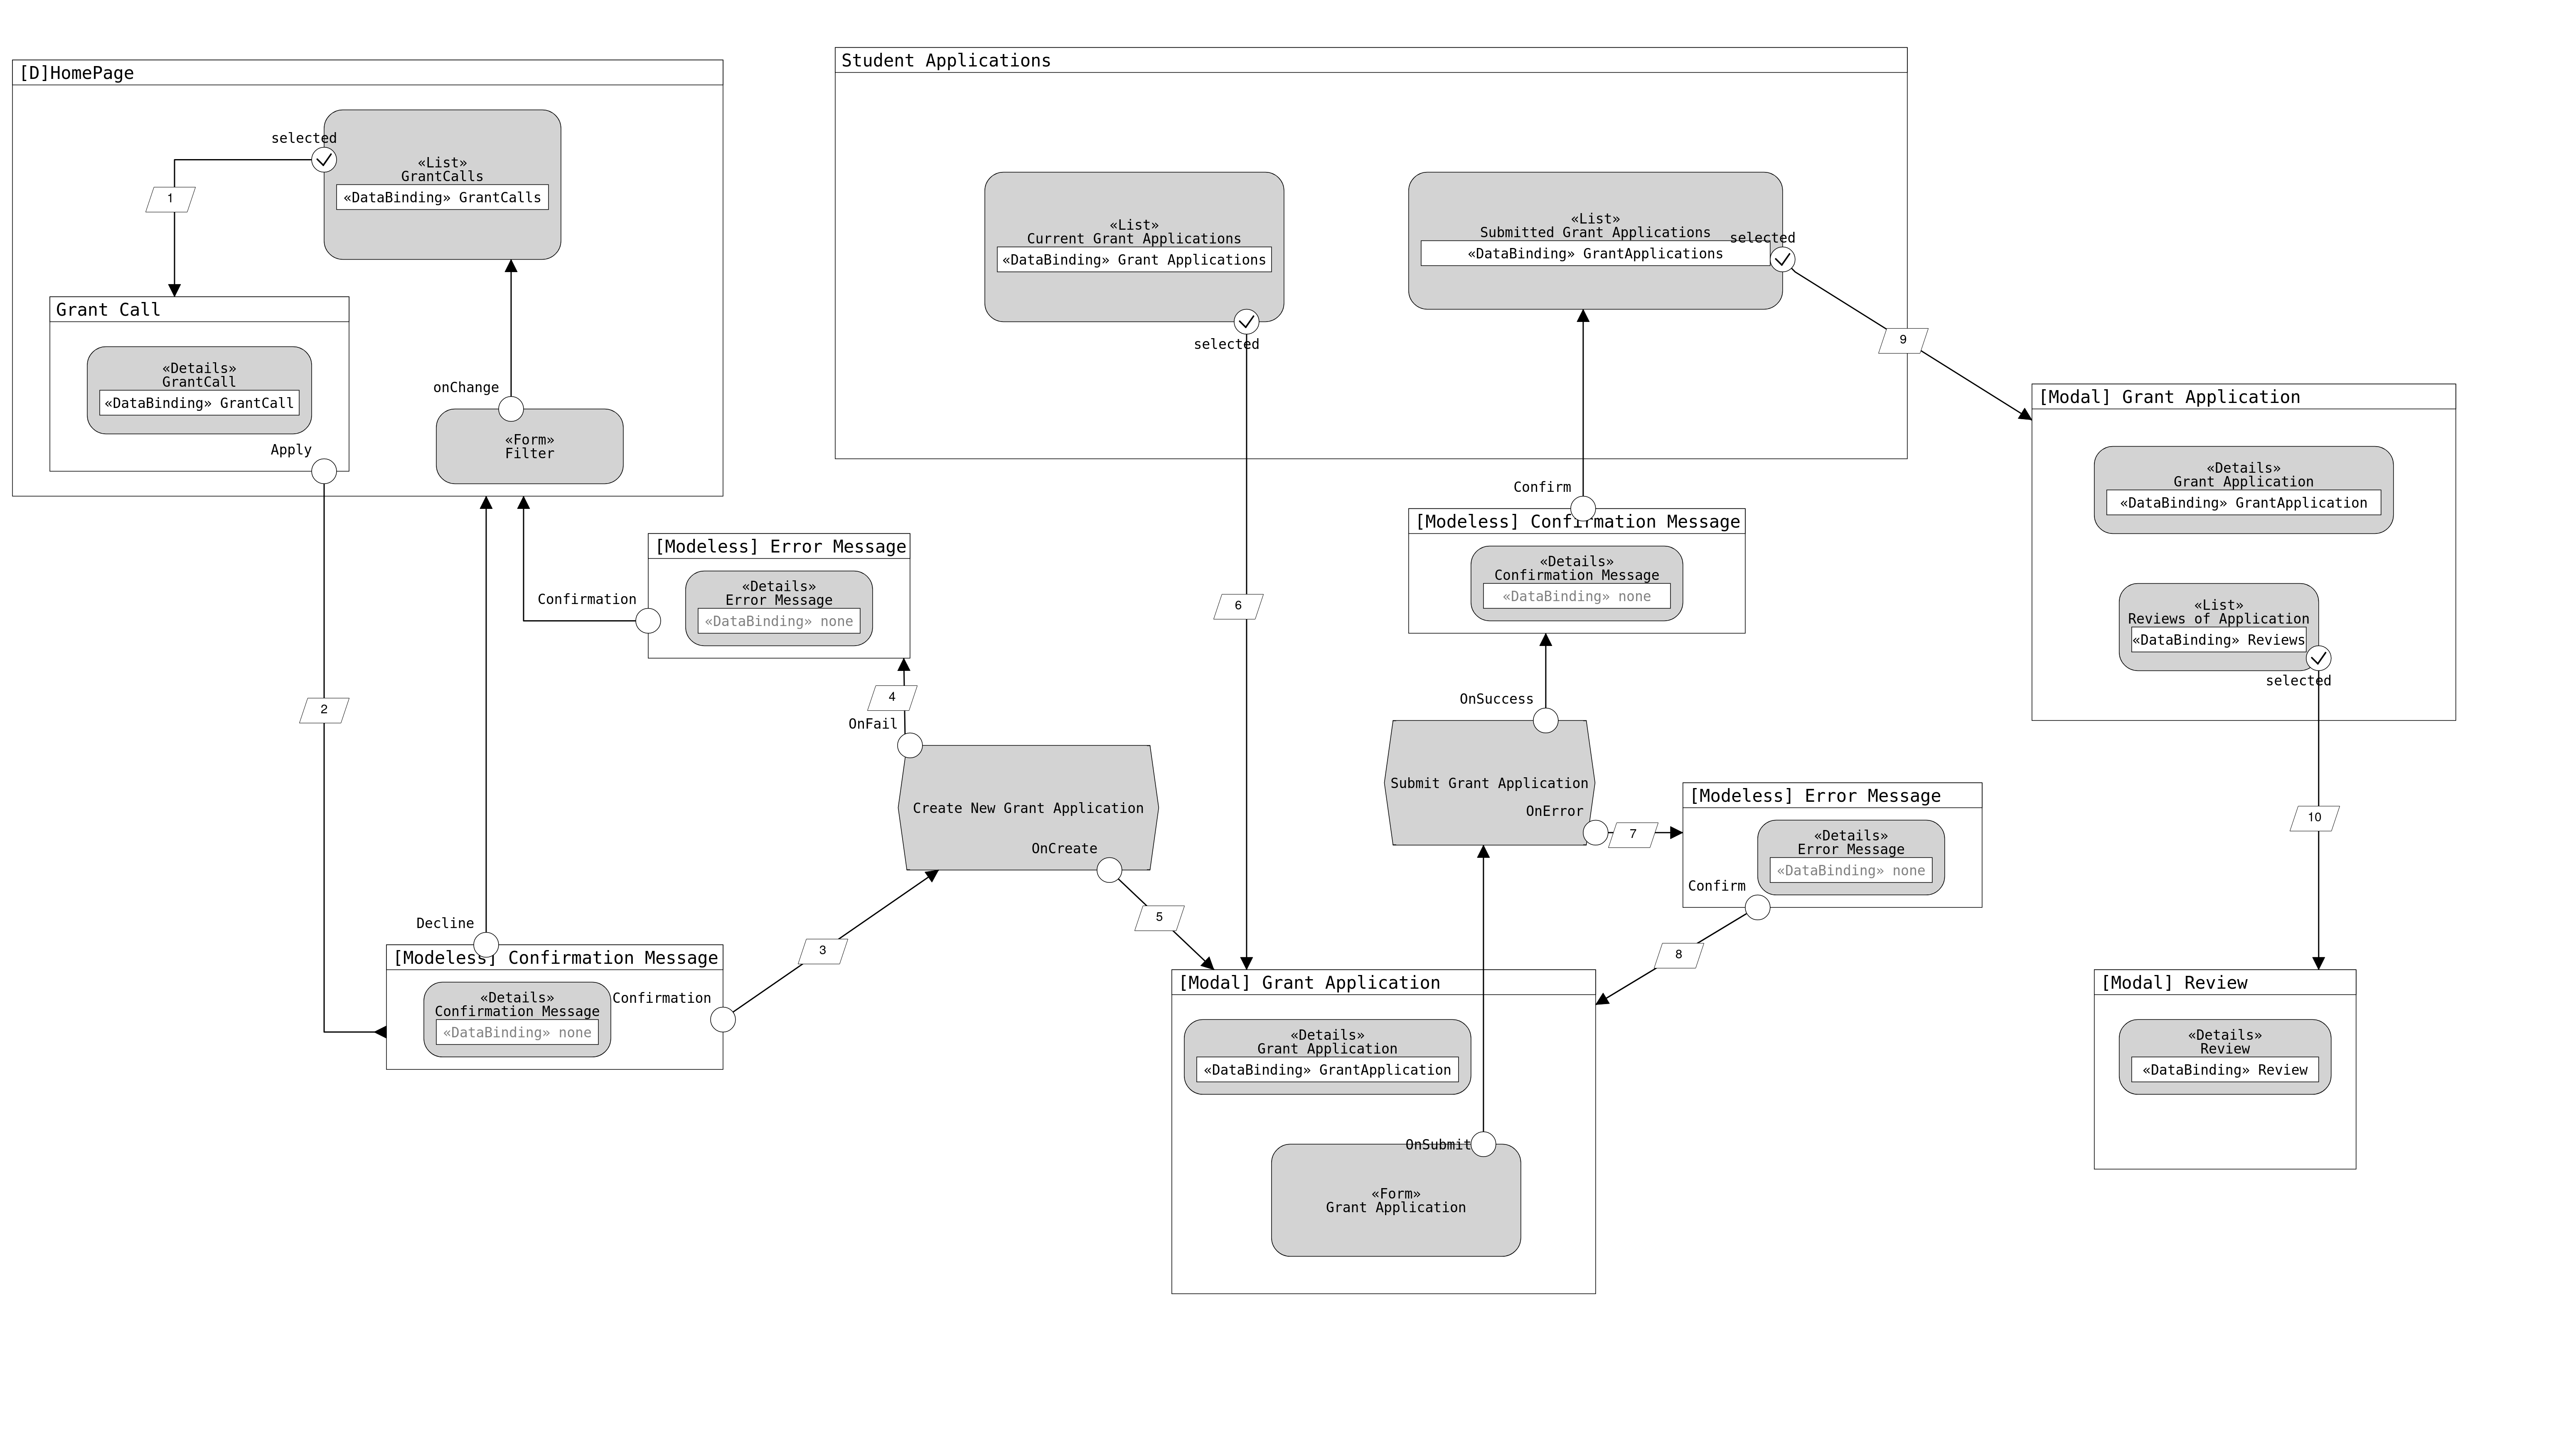 [D]HomePage
selected
«List»
GrantCalls
«DataBinding» GrantCalls
1
Grant Call
«Details»
GrantCall
«DataBinding» GrantCall
Apply
onChange
«Form»
Filter
Student Applications
«List»
Current Grant Applications
«DataBinding» Grant Applications
selected
«List»
Submitted Grant Applications
«DataBinding» GrantApplications
selected
9
[Modal] Grant Application
«Details»
Grant Application
«DataBinding» GrantApplication
«List»
Reviews of Application
«DataBinding» Reviews
selected
[Modeless] Error Message
«Details»
Error Message
«DataBinding» none
Confirmation
Confirm
[Modeless] Confirmation Message
«Details»
Confirmation Message
«DataBinding» none
6
2
4
OnFail
Create New Grant Application
OnCreate
OnSuccess
Submit Grant Application
OnError
7
[Modeless] Error Message
«Details»
Error Message
«DataBinding» none
Confirm
10
Decline
[Modeless] Confirmation Message
«Details»
Confirmation Message
«DataBinding» none
Confirmation
3
5
8
[Modal] Grant Application
«Details»
Grant Application
«DataBinding» GrantApplication
OnSubmit
«Form»
Grant Application
[Modal] Review
«Details»
Review
«DataBinding» Review